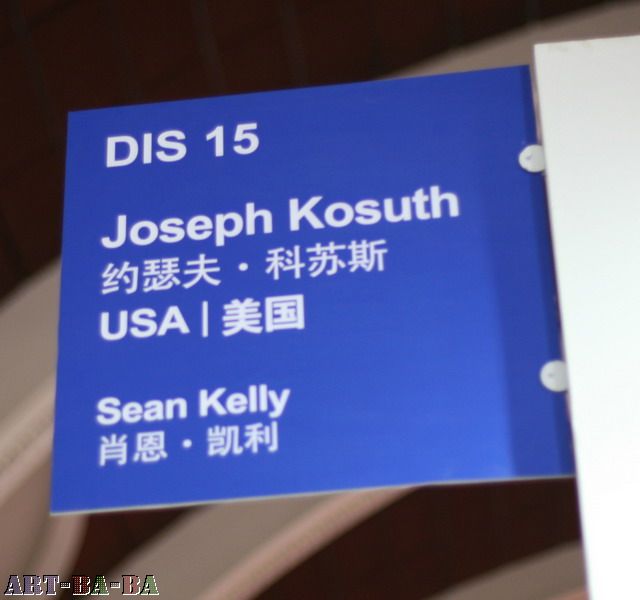 DIS 15
Joseph Kosuth
约瑟夫·科苏斯
USA | 美国
Sean Kelly
肖恩·凯利
ART-BA-BA